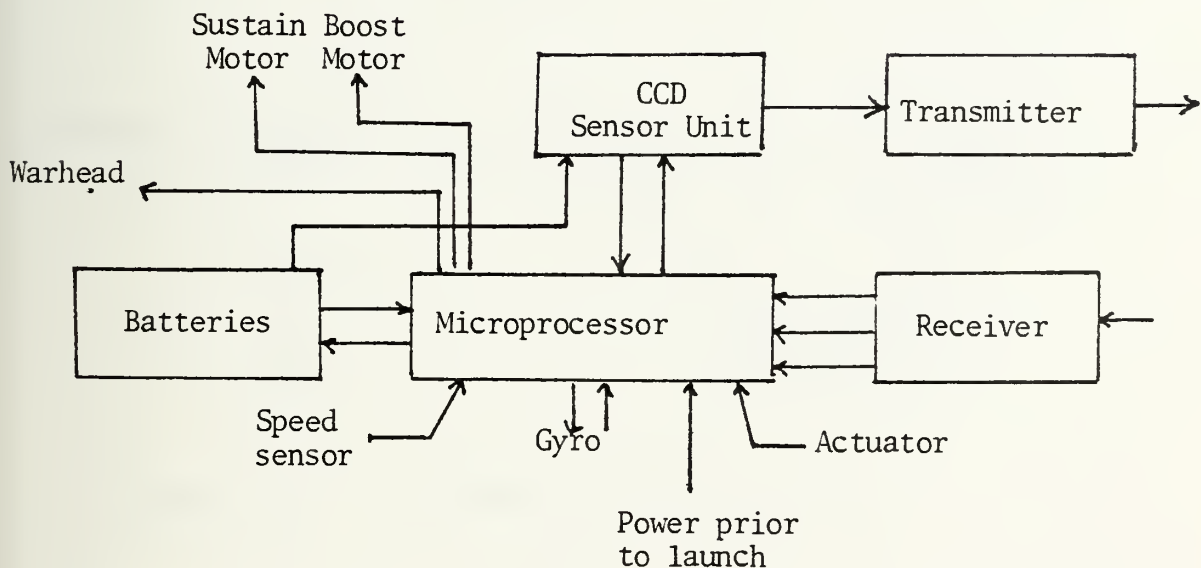 Sustain Boost
Motor Motor
CCD
Sensor Unit
Transmitter
Warhead
Batteries
Microprocessor
Receiver
Speed
sensor
Gyro
Actuator
Power prior
to launch